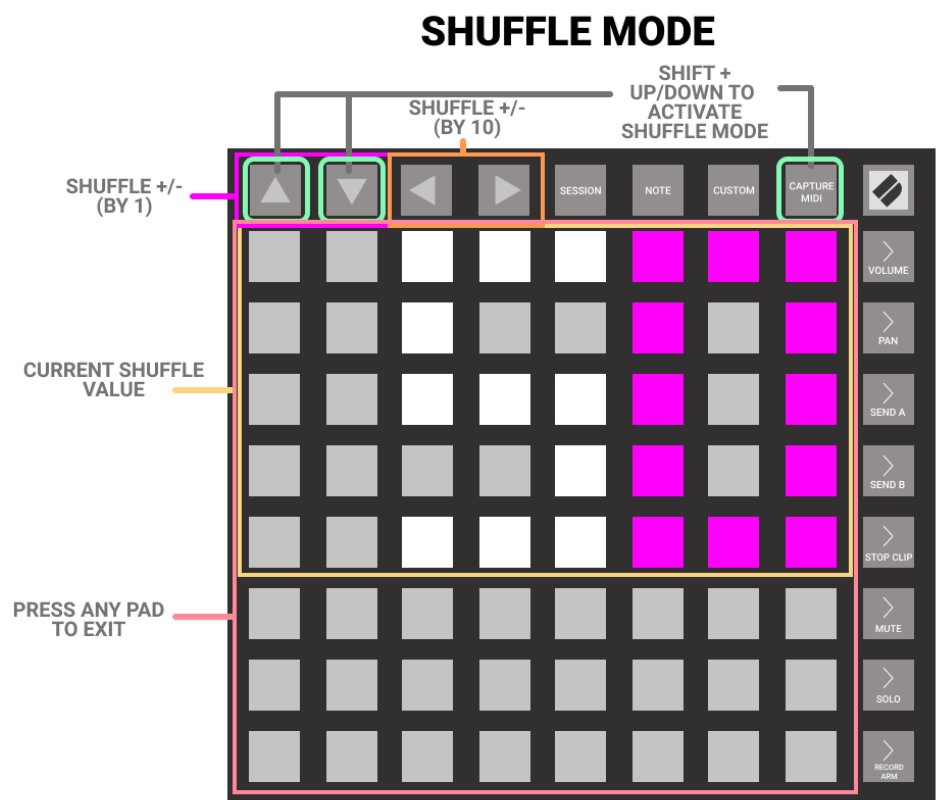 SHUFFLE MODE
SHIFT +
UP/DOWN TO
ACTIVATE
SHUFFLE MODE
SHUFFLE +/-
(BY 10)
SHUFFLE +/-
(BY 1)
SESSION
NOTE
CUSTOM
CAPTURE
MIDI
VOLUME
PAN
CURRENT SHUFFLE
VALUE
SEND A
SEND B
STOP CLIP
PRESS ANY PAD
TO EXIT
MUTE
SOLO
RECORD
ARM
50